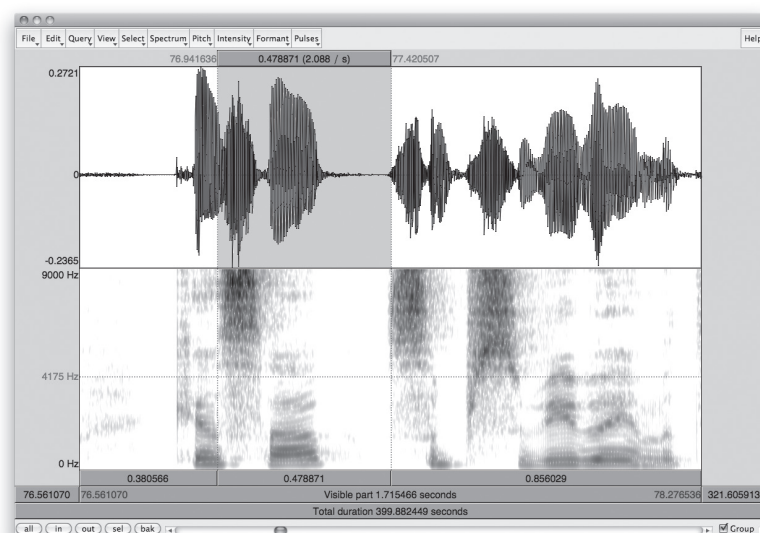 File Edit Query View Select Spectrum Pitch Intensity Formant Pulses Help
76.941636 0.478871 (2.088 / s) 77.420507
0.2721
0
-0.2365
9000 Hz
4175 Hz
0 Hz
0.380566 0.478871 0.856029
76.561070 76.561070 Visible part 1.715466 seconds 78.276536 321.605913
Total duration 399.882449 seconds
all in out sel bak Group